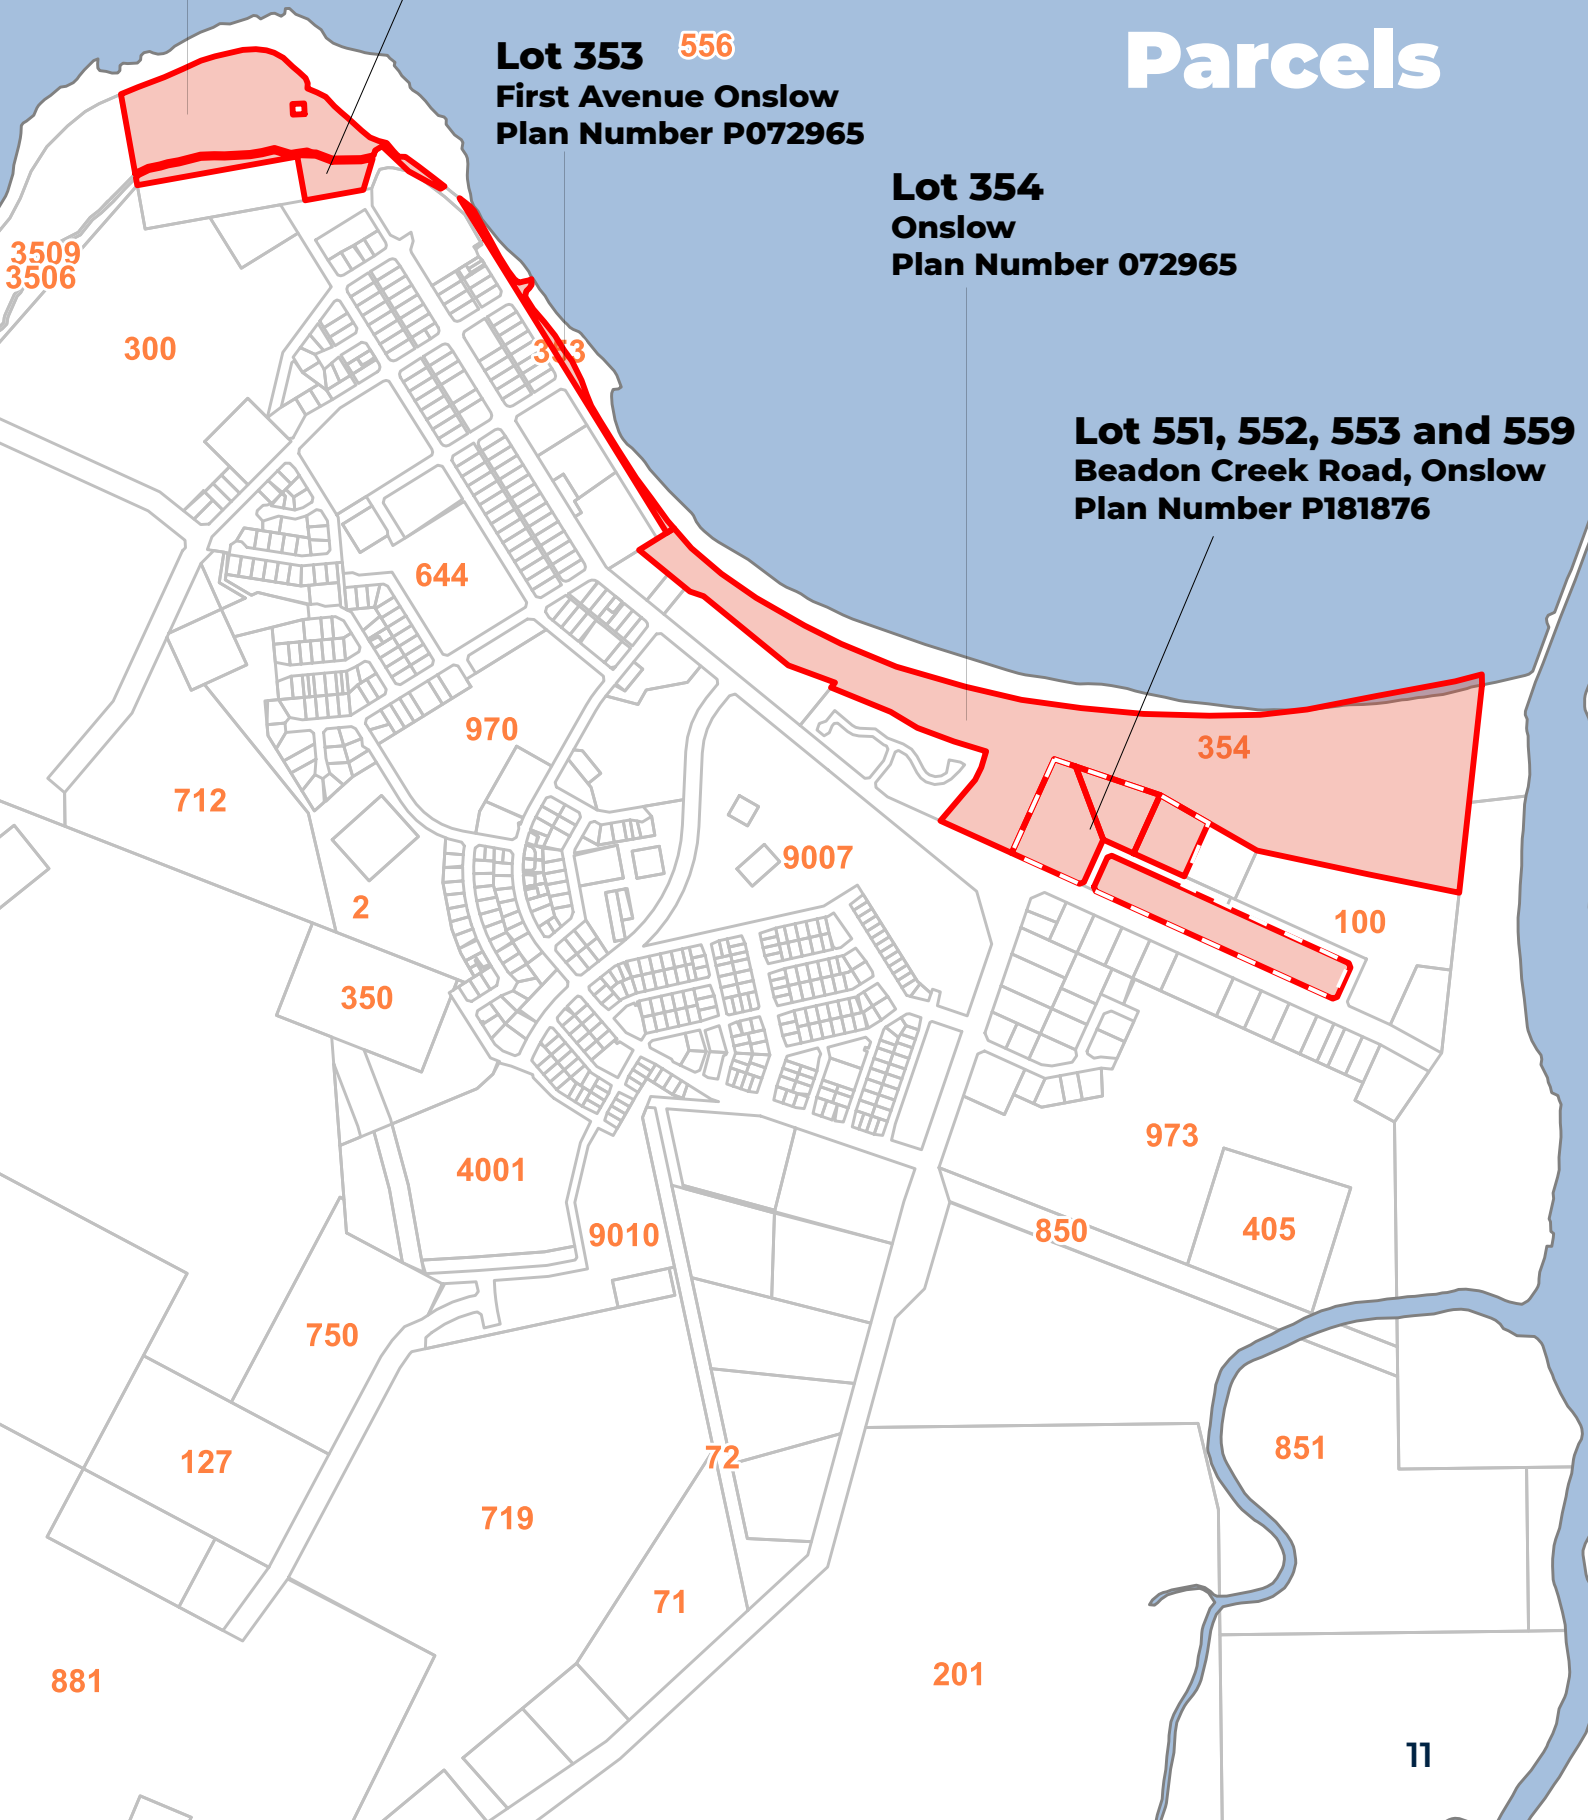 Parcels
Lot 353
First Avenue Onslow
Plan Number P072965
556
Lot 354
Onslow
Plan Number 072965
3509
3506
300
353
Lot 551, 552, 553 and 559
Beadon Creek Road, Onslow
Plan Number P181876
644
970
354
712
9007
2
100
350
973
4001
9010
850
405
750
127
72
851
719
71
201
881
11